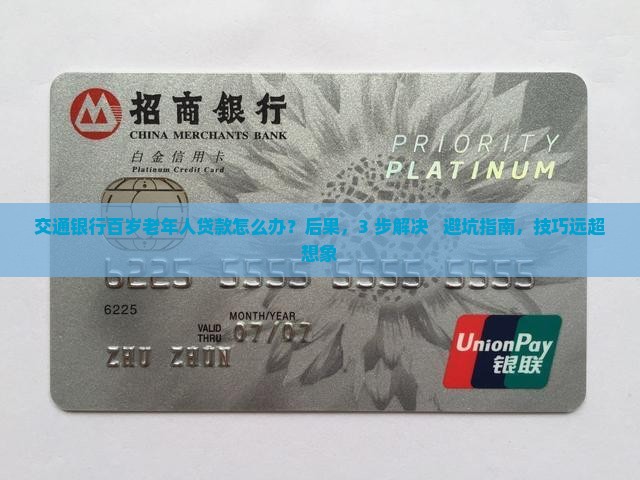 招商銀行
CHINA MERCHANTS BANK
白金信用卡
Platinum Credit Card
PRIORITY
PLATINUM
交通银行百岁老年人贷款怎么办？后果，3 步解决 避坑指南，技巧远超
想象
6225 5555 5555 5555
6225
MONTH/YEAR
VALID
THRU
07/07
ZHU ZHUN
UnionPay
银联